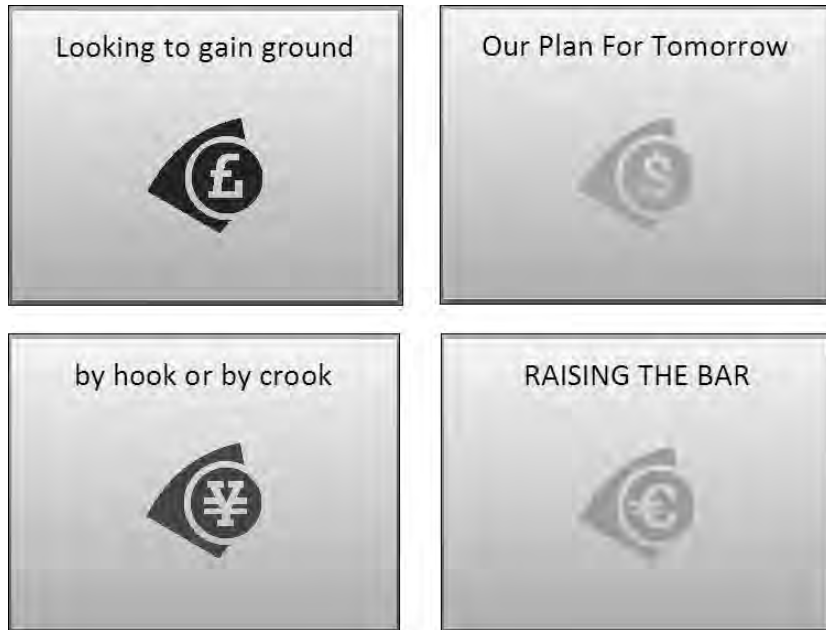 Looking to gain ground
£
Our Plan For Tomorrow
$
by hook or by crook
¥
RAISING THE BAR
€